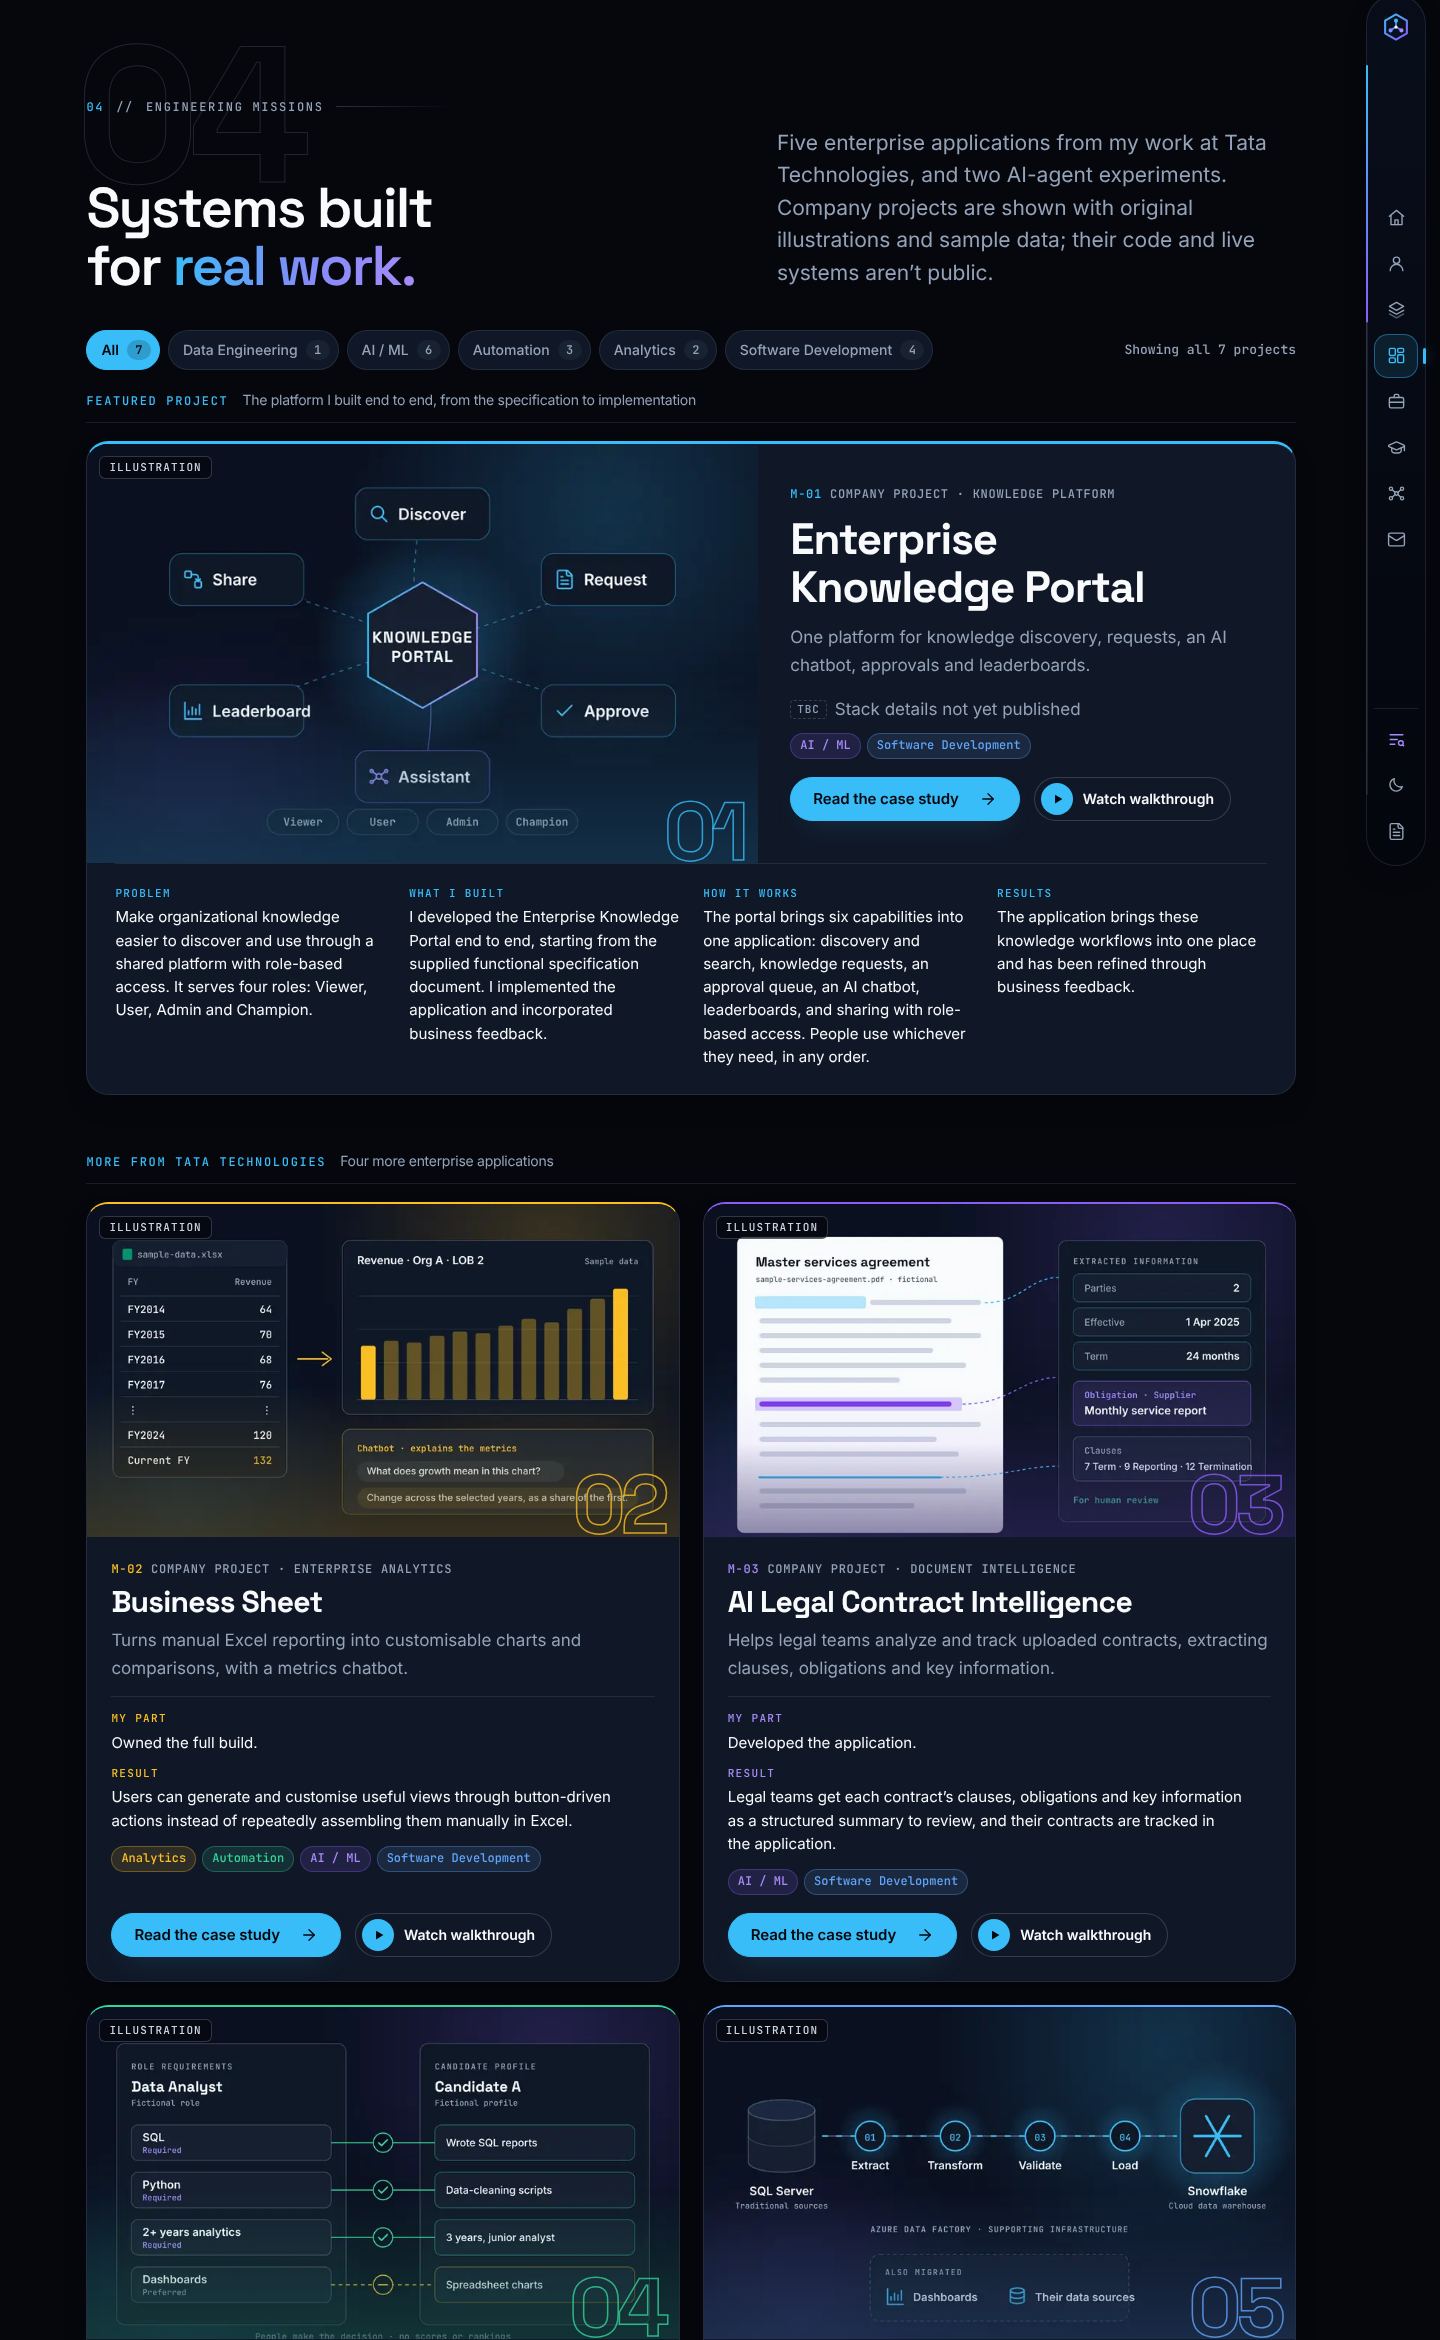 04
04 // ENGINEERING MISSIONS
Systems built
for real work.
Five enterprise applications from my work at Tata
Technologies, and two AI-agent experiments.
Company projects are shown with original
illustrations and sample data; their code and live
systems aren’t public.
All 7
Data Engineering 1
AI / ML 6
Automation 3
Analytics 2
Software Development 4
Showing all 7 projects
FEATURED PROJECT The platform I built end to end, from the specification to implementation
ILLUSTRATION
Discover
Share
Request
KNOWLEDGE
PORTAL
Leaderboard
Approve
Assistant
Viewer
User
Admin
Champion
01
M-01 COMPANY PROJECT · KNOWLEDGE PLATFORM
Enterprise
Knowledge Portal
One platform for knowledge discovery, requests, an AI
chatbot, approvals and leaderboards.
TBC Stack details not yet published
AI / ML
Software Development
Read the case study
Watch walkthrough
PROBLEM
Make organizational knowledge
easier to discover and use through a
shared platform with role-based
access. It serves four roles: Viewer,
User, Admin and Champion.
WHAT I BUILT
I developed the Enterprise Knowledge
Portal end to end, starting from the
supplied functional specification
document. I implemented the
application and incorporated
business feedback.
HOW IT WORKS
The portal brings six capabilities into
one application: discovery and
search, knowledge requests, an
approval queue, an AI chatbot,
leaderboards, and sharing with role-
based access. People use whichever
they need, in any order.
RESULTS
The application brings these
knowledge workflows into one place
and has been refined through
business feedback.
MORE FROM TATA TECHNOLOGIES Four more enterprise applications
ILLUSTRATION
sample-data.xlsx
FY Revenue
FY2014 64
FY2015 70
FY2016 68
FY2017 76
⋮ ⋮
FY2024 120
Current FY 132
Revenue · Org A · LOB 2
Sample data
Chatbot · explains the metrics
What does growth mean in this chart?
Change across the selected years, as a share of the first.
02
M-02 COMPANY PROJECT · ENTERPRISE ANALYTICS
Business Sheet
Turns manual Excel reporting into customisable charts and
comparisons, with a metrics chatbot.
MY PART
Owned the full build.
RESULT
Users can generate and customise useful views through button-driven
actions instead of repeatedly assembling them manually in Excel.
Analytics
Automation
AI / ML
Software Development
Read the case study
Watch walkthrough
ILLUSTRATION
Master services agreement
sample-services-agreement.pdf · fictional
EXTRACTED INFORMATION
Parties 2
Effective 1 Apr 2025
Term 24 months
Obligation · Supplier
Monthly service report
Clauses
7 Term · 9 Reporting · 12 Termination
For human review
03
M-03 COMPANY PROJECT · DOCUMENT INTELLIGENCE
AI Legal Contract Intelligence
Helps legal teams analyze and track uploaded contracts, extracting
clauses, obligations and key information.
MY PART
Developed the application.
RESULT
Legal teams get each contract’s clauses, obligations and key information
as a structured summary to review, and their contracts are tracked in
the application.
AI / ML
Software Development
Read the case study
Watch walkthrough
ILLUSTRATION
ROLE REQUIREMENTS
Data Analyst
Fictional role
SQL
Required
Python
Required
2+ years analytics
Required
Dashboards
Preferred
CANDIDATE PROFILE
Candidate A
Fictional profile
Wrote SQL reports
Data-cleaning scripts
3 years, junior analyst
Spreadsheet charts
People make the decision · no scores or rankings
04
ILLUSTRATION
01
02
03
04
Extract
Transform
Validate
Load
SQL Server
Traditional sources
Snowflake
Cloud data warehouse
AZURE DATA FACTORY · SUPPORTING INFRASTRUCTURE
ALSO MIGRATED
Dashboards
Their data sources
05